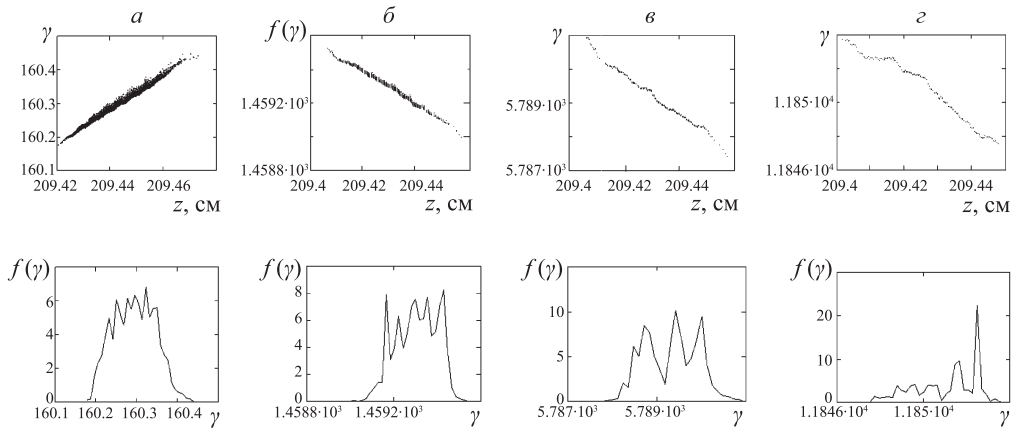 а б в г
γ f (γ) γ γ
160.4
160.3
160.2
160.1
209.42 209.44 209.46
z, см
1.4592·10³
1.4588·10³
209.4 209.42 209.44
z, см
5.789·10³
5.787·10³
209.4 209.42 209.44
z, см
1.185·10⁴
1.1846·10⁴
209.4 209.42 209.44
z, см
f (γ)
6
4
2
0
160.1 160.2 160.3 160.4 γ
f (γ)
8
6
4
2
0
1.4588·10³ 1.4592·10³ γ
f (γ)
10
5
0
5.787·10³ 5.789·10³ γ
f (γ)
20
10
0
1.1846·10⁴ 1.185·10⁴ γ